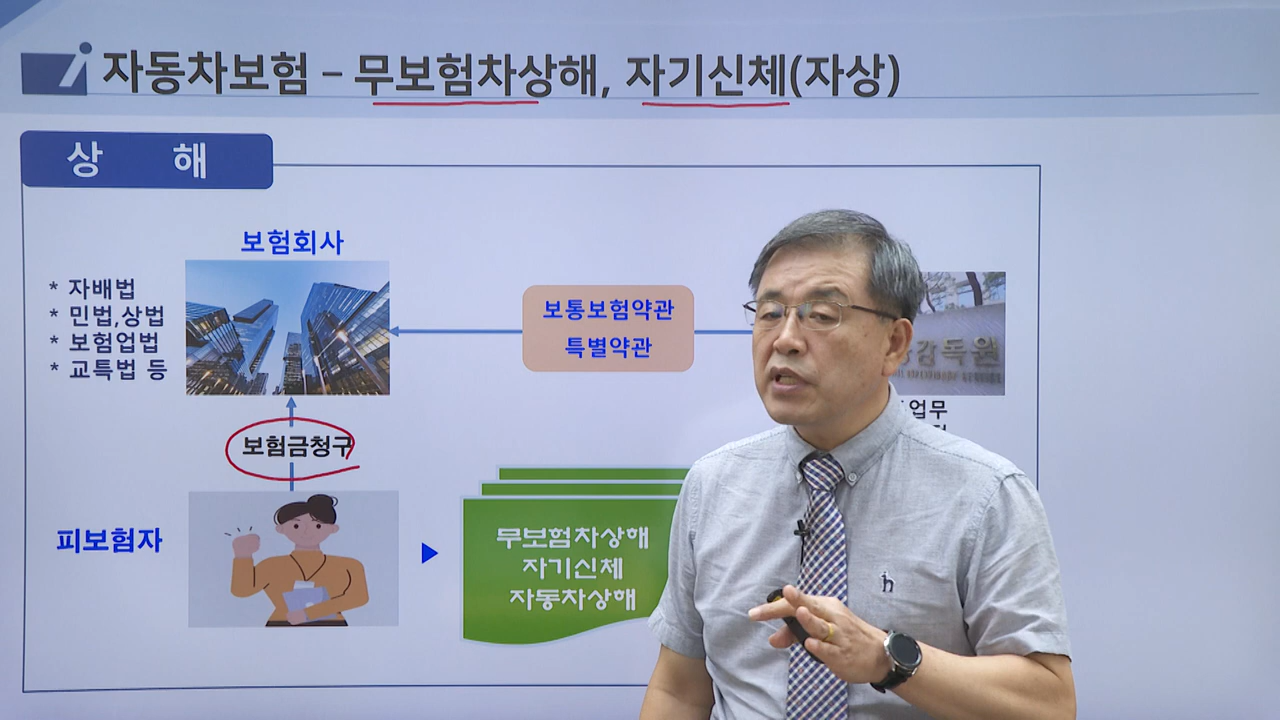 자동차보험 – 무보험차상해, 자기신체(자상)
상 해
보험회사
* 자배법
* 민법,상법
* 보험업법
* 교특법 등
보통보험약관
특별약관
감독원
업무
보험금청구
피보험자
무보험차상해
자기신체
자동차상해